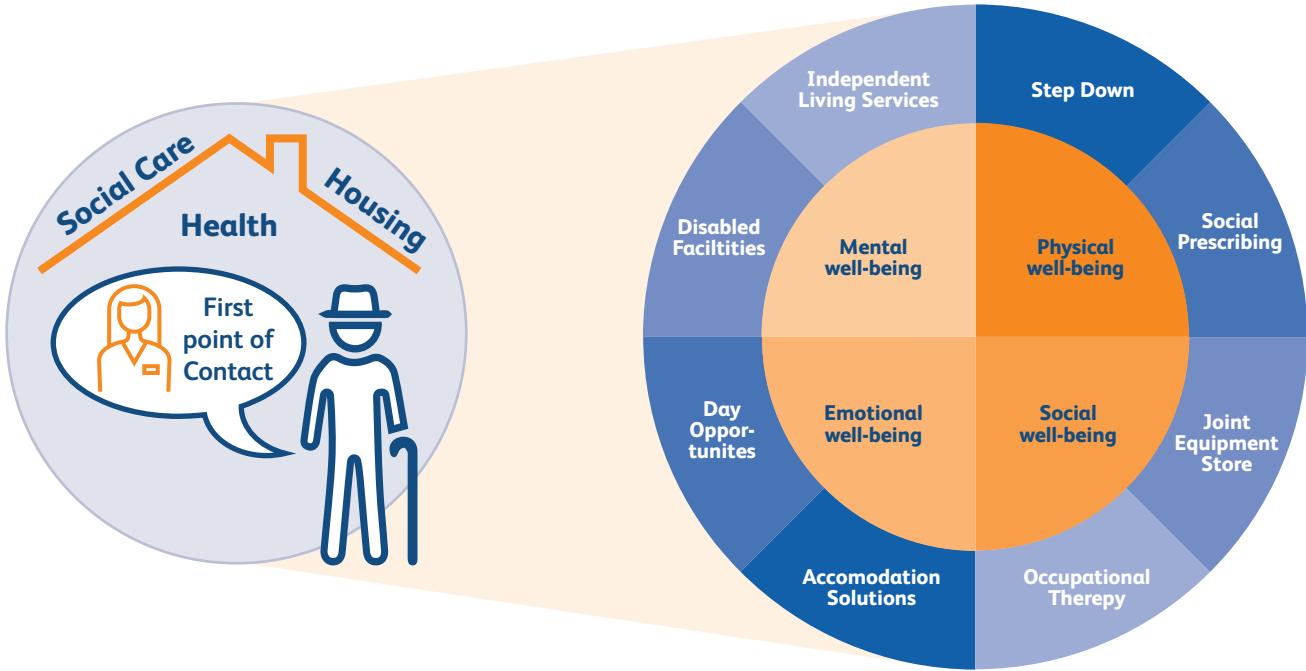 Social Care
Housing
Health
First
point of
Contact
Independent
Living Services
Step Down
Social
Prescribing
Joint
Equipment
Store
Occupational
Therepy
Accomodation
Solutions
Day
Oppor-
tunites
Disabled
Faciltities
Mental
well-being
Physical
well-being
Emotional
well-being
Social
well-being